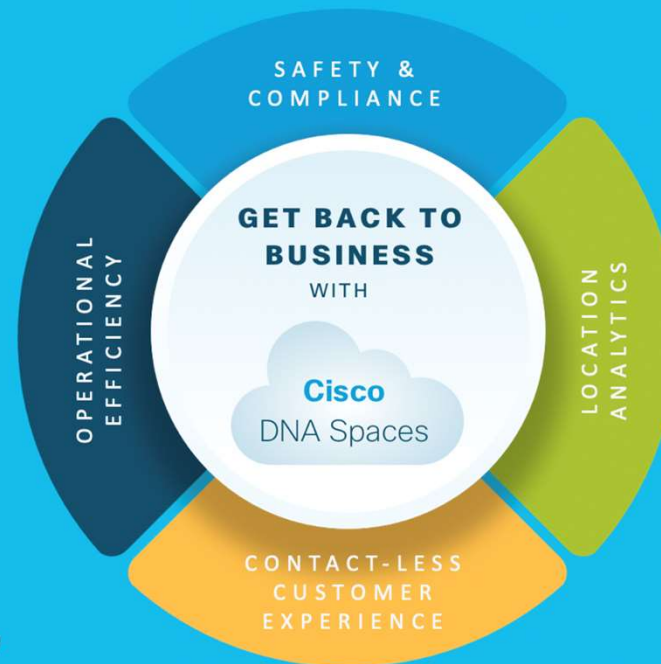 SAFETY &
COMPLIANCE
OPERATIONAL
EFFICIENCY
GET BACK TO
BUSINESS
WITH
Cisco
DNA Spaces
LOCATION
ANALYTICS
CONTACT-LESS
CUSTOMER
EXPERIENCE